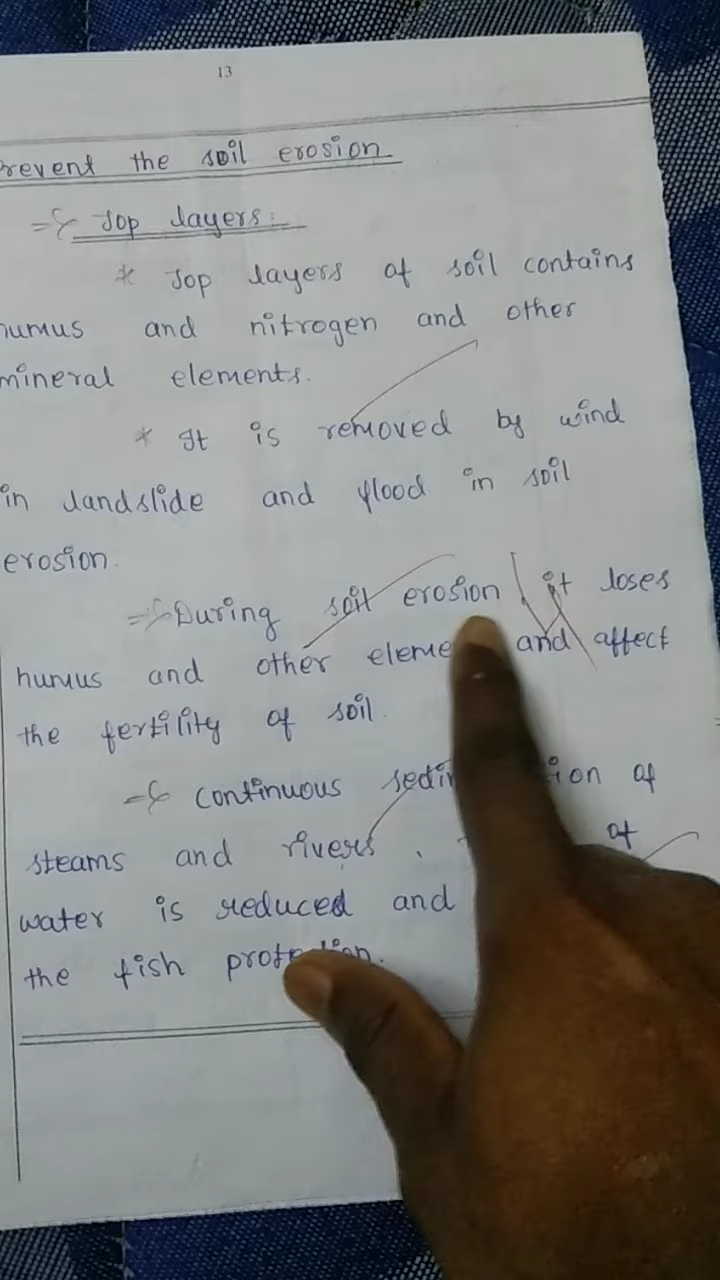 13
revent the soil erosion
Top layers:
* Top layers of soil contains
humus and nitrogen and other
mineral elements.
* It is removed by wind
in landslide and flood in soil
erosion.
During soil erosion, it loses
humus and other and affect
the fertility of soil.
continuous of
steams and rivers, of
water is reduced and
the fish